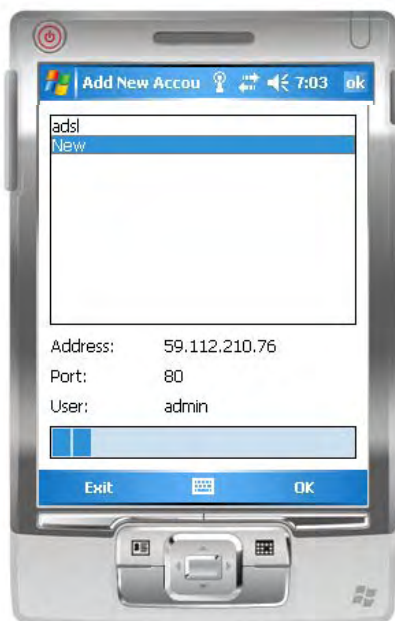 Add New Accou 7:03 ok
adsl
New
Address: 59.112.210.76
Port: 80
User: admin
Exit OK